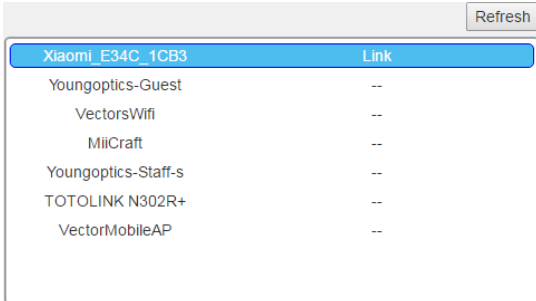 Refresh
Xiaomi_E34C_1CB3 Link
Youngoptics-Guest --
VectorsWifi --
MiiCraft --
Youngoptics-Staff-s --
TOTOLINK N302R+ --
VectorMobileAP --